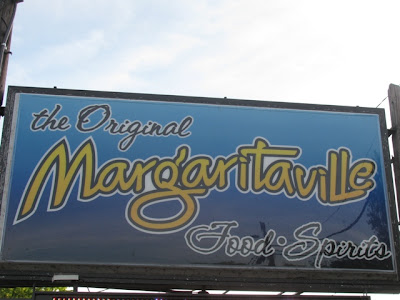 the Original
Margaritaville
Food • Spirits